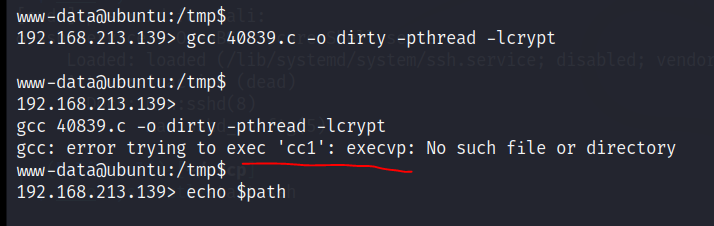 www-data@ubuntu:/tmp$
192.168.213.139> gcc 40839.c -o dirty -pthread -lcrypt
www-data@ubuntu:/tmp$
192.168.213.139>
gcc 40839.c -o dirty -pthread -lcrypt
gcc: error trying to exec 'cc1': execvp: No such file or directory
www-data@ubuntu:/tmp$
192.168.213.139> echo $path